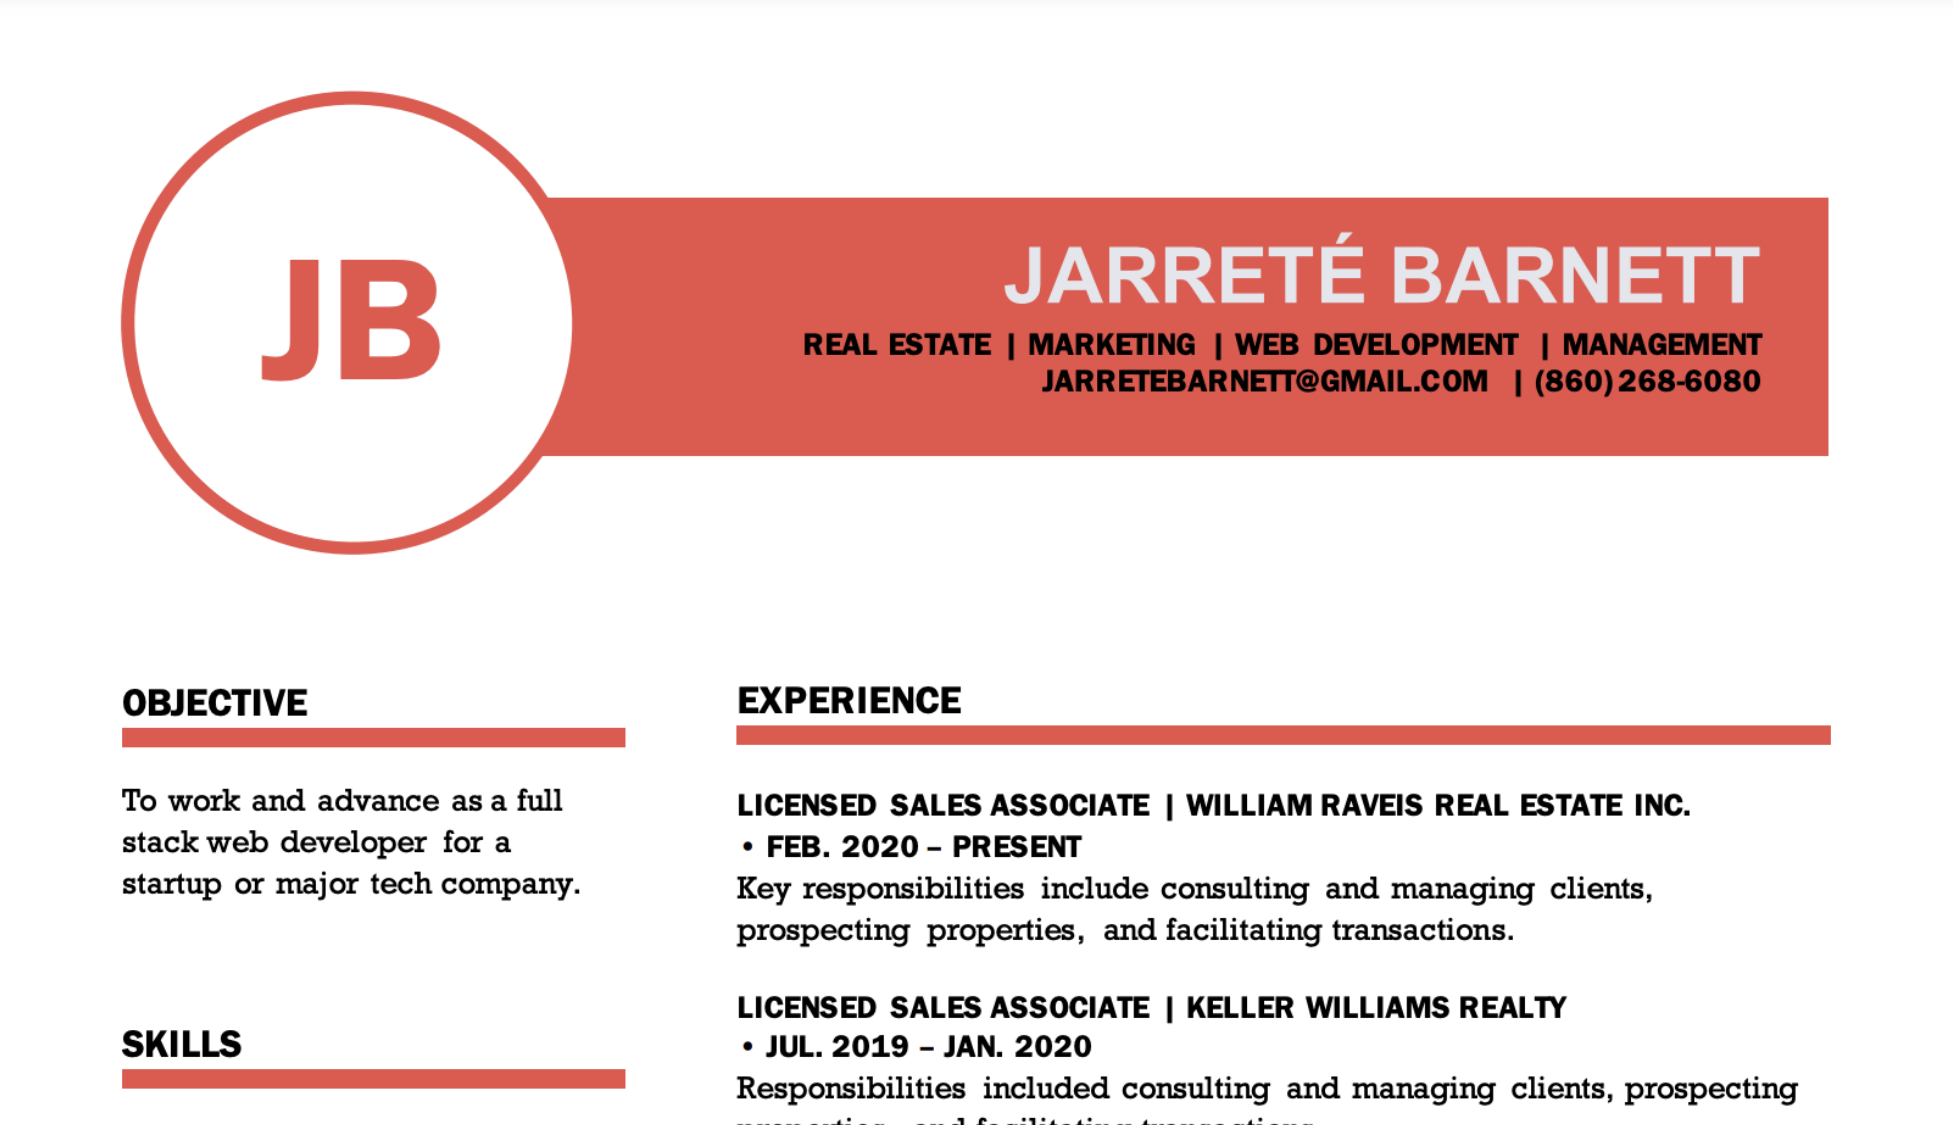 JB
JARRETÉ BARNETT
REAL ESTATE | MARKETING | WEB DEVELOPMENT | MANAGEMENT
JARRETEBARNETT@GMAIL.COM | (860) 268-6080
OBJECTIVE
To work and advance as a full
stack web developer for a
startup or major tech company.
SKILLS
EXPERIENCE
LICENSED SALES ASSOCIATE | WILLIAM RAVEIS REAL ESTATE INC.
• FEB. 2020 – PRESENT
Key responsibilities include consulting and managing clients,
prospecting properties, and facilitating transactions.
LICENSED SALES ASSOCIATE | KELLER WILLIAMS REALTY
• JUL. 2019 – JAN. 2020
Responsibilities included consulting and managing clients, prospecting